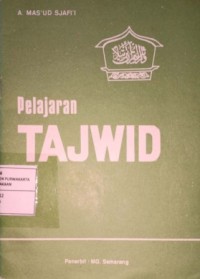 A. MAS'UD SJAFI'I
Pelajaran
TAJWID
Penerbit : MG. Semarang